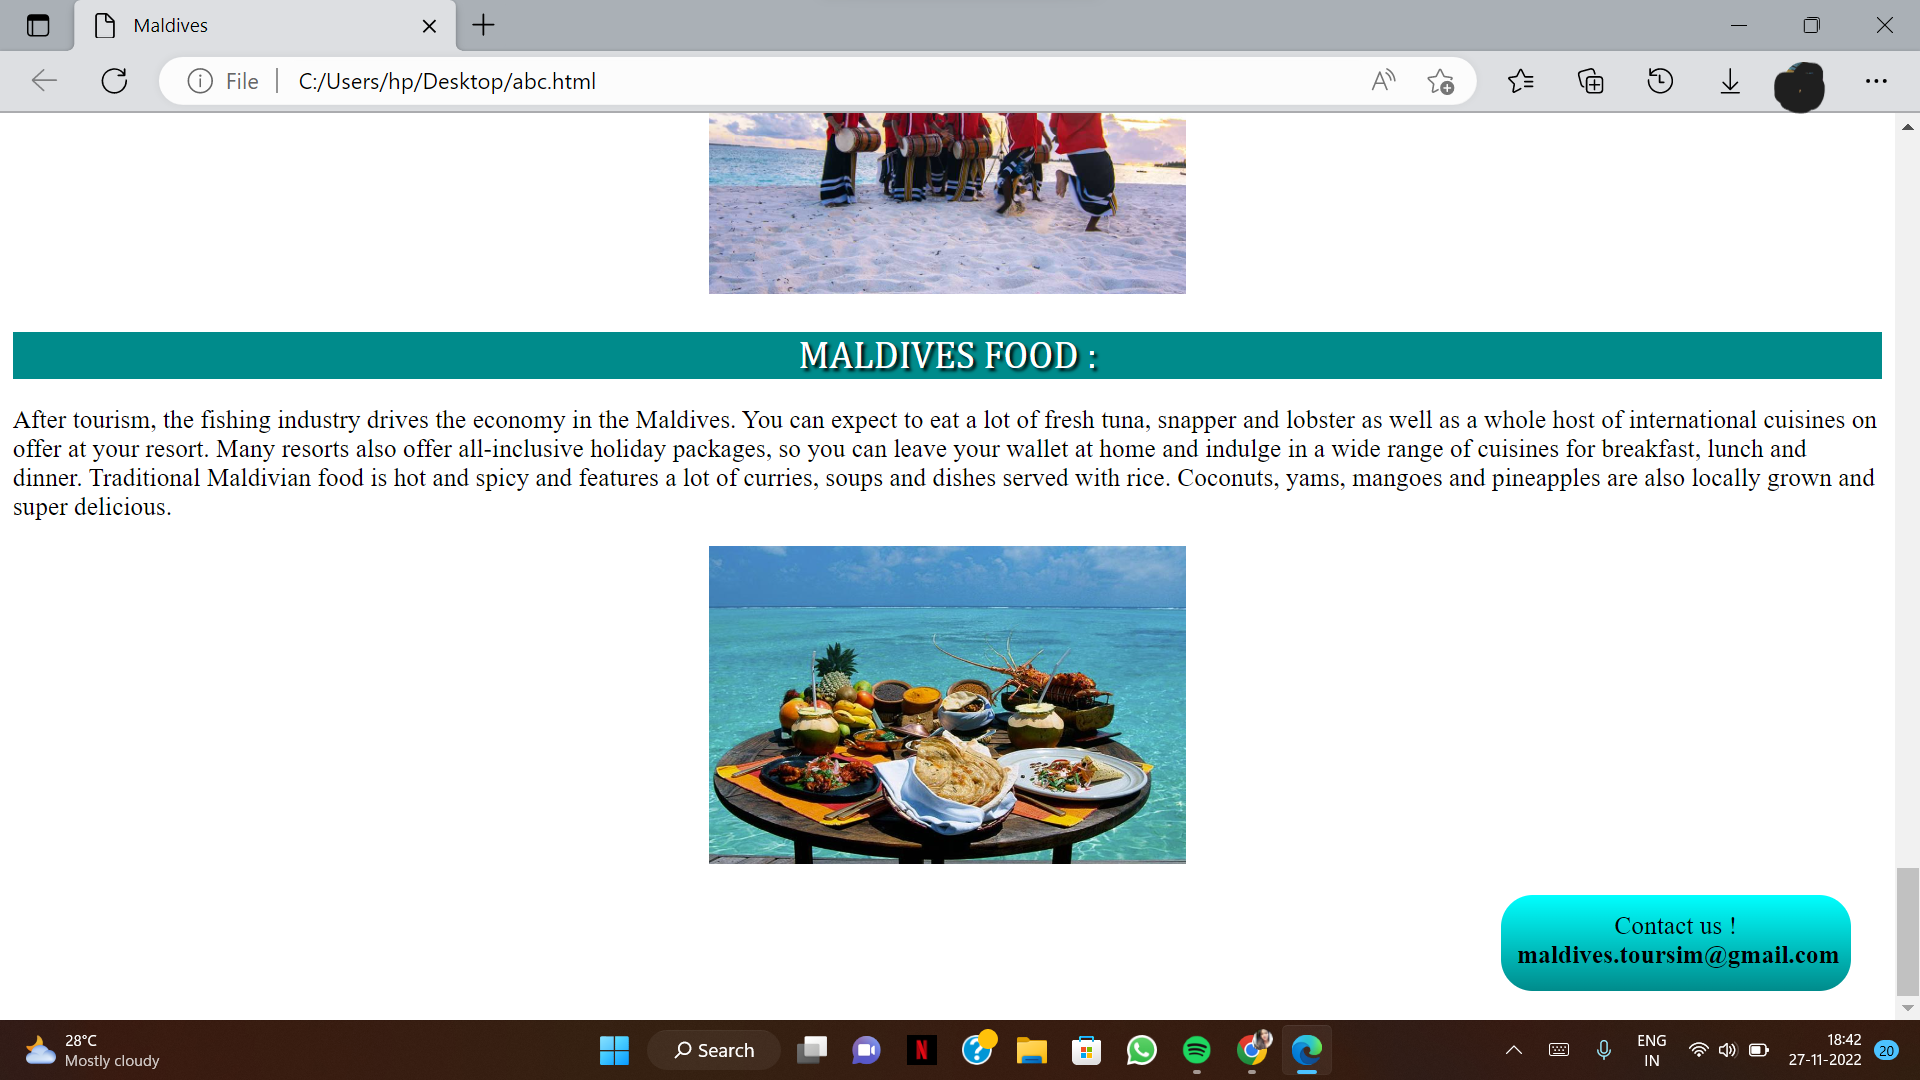 Maldives
File
C:/Users/hp/Desktop/abc.html
MALDIVES FOOD :
After tourism, the fishing industry drives the economy in the Maldives. You can expect to eat a lot of fresh tuna, snapper and lobster as well as a whole host of international cuisines on
offer at your resort. Many resorts also offer all-inclusive holiday packages, so you can leave your wallet at home and indulge in a wide range of cuisines for breakfast, lunch and
dinner. Traditional Maldivian food is hot and spicy and features a lot of curries, soups and dishes served with rice. Coconuts, yams, mangoes and pineapples are also locally grown and
super delicious.
Contact us !
maldives.toursim@gmail.com
28°C
Mostly cloudy
Search
ENG
IN
18:42
27-11-2022
20